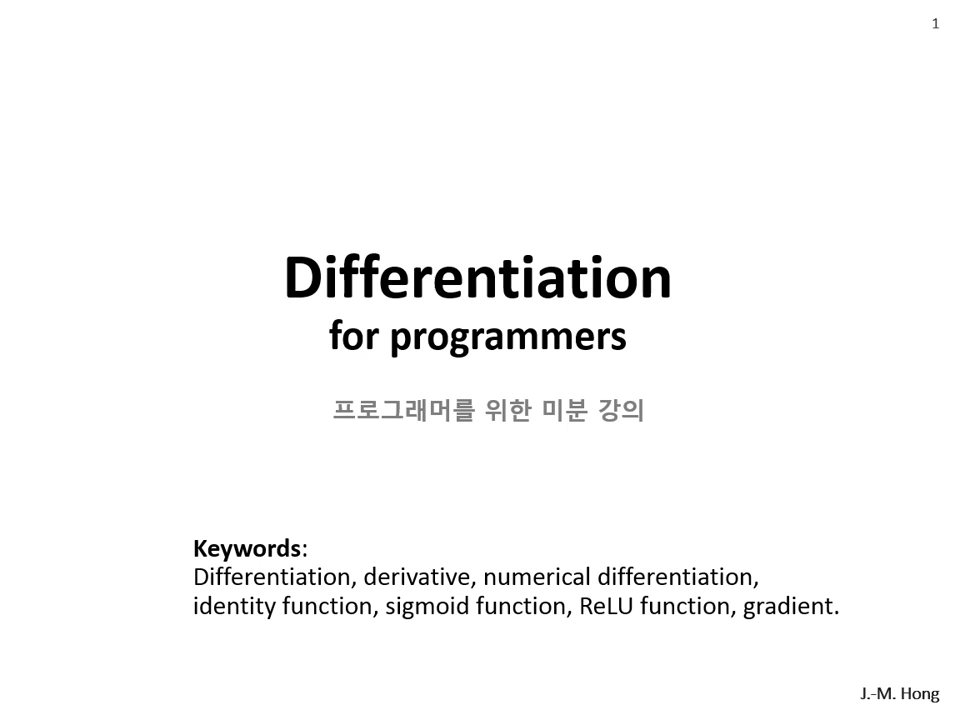 1
Differentiation
for programmers
프로그래머를 위한 미분 강의
Keywords:
Differentiation, derivative, numerical differentiation,
identity function, sigmoid function, ReLU function, gradient.
J.-M. Hong